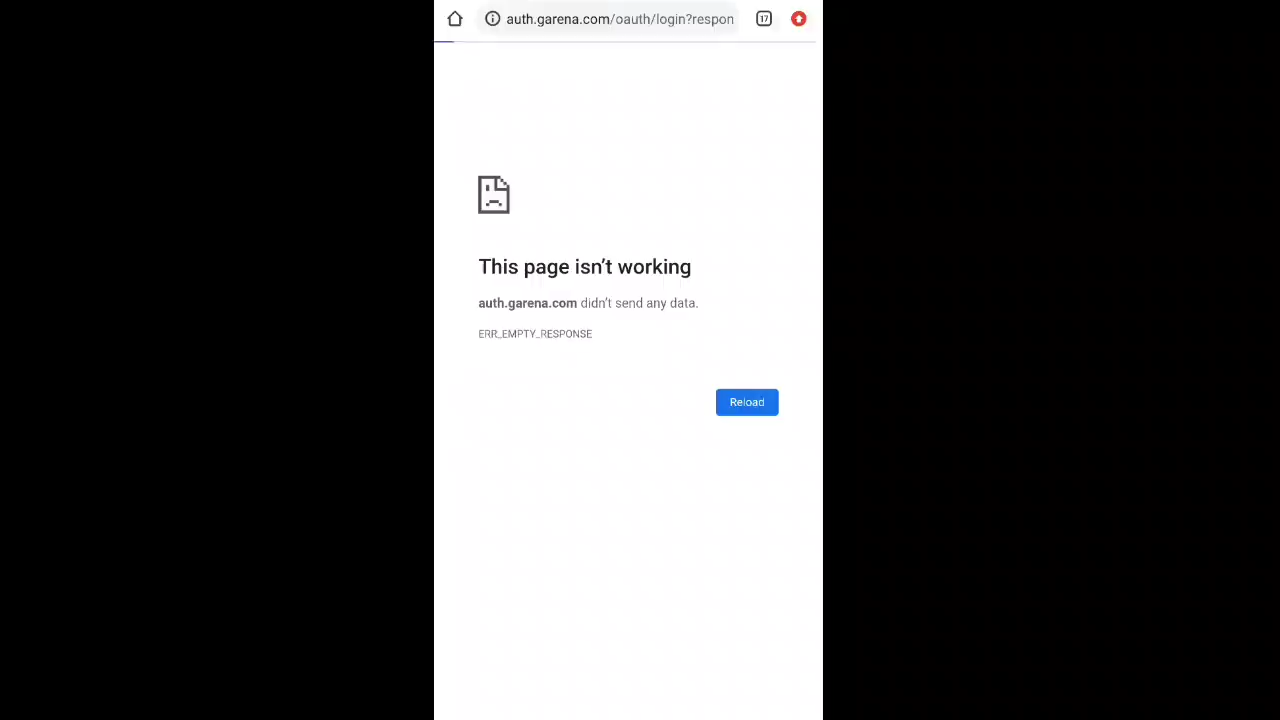 auth.garena.com/oauth/login?respon
17
This page isn’t working
auth.garena.com didn’t send any data.
ERR_EMPTY_RESPONSE
Reload